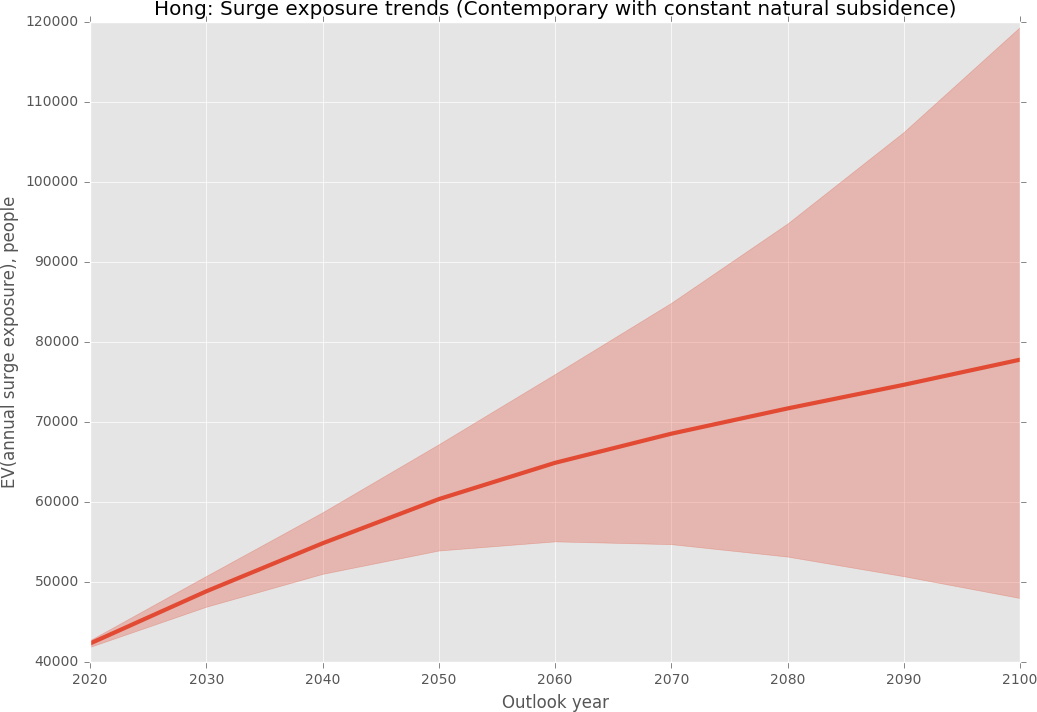 Hong: Surge exposure trends (Contemporary with constant natural subsidence)
EV(annual surge exposure), people
120000
110000
100000
90000
80000
70000
60000
50000
40000
2020 2030 2040 2050 2060 2070 2080 2090 2100
Outlook year